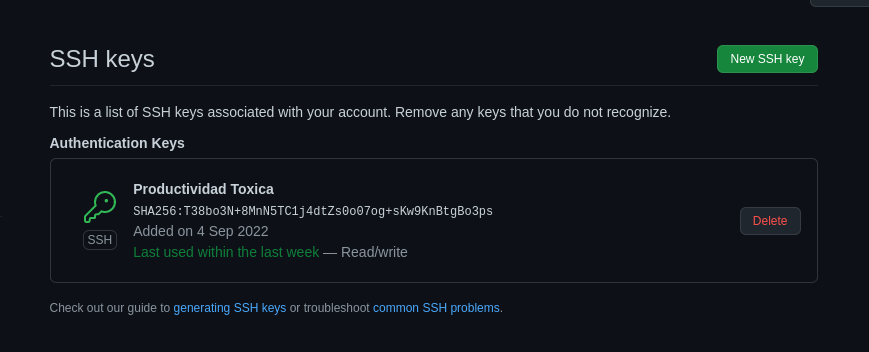 SSH keys
New SSH key
This is a list of SSH keys associated with your account. Remove any keys that you do not recognize.
Authentication Keys
Productividad Toxica
SHA256:T38bo3N+8MnN5TC1j4dtZs0o07og+sKw9KnBtgBo3ps
SSH
Added on 4 Sep 2022
Last used within the last week — Read/write
Delete
Check out our guide to generating SSH keys or troubleshoot common SSH problems.